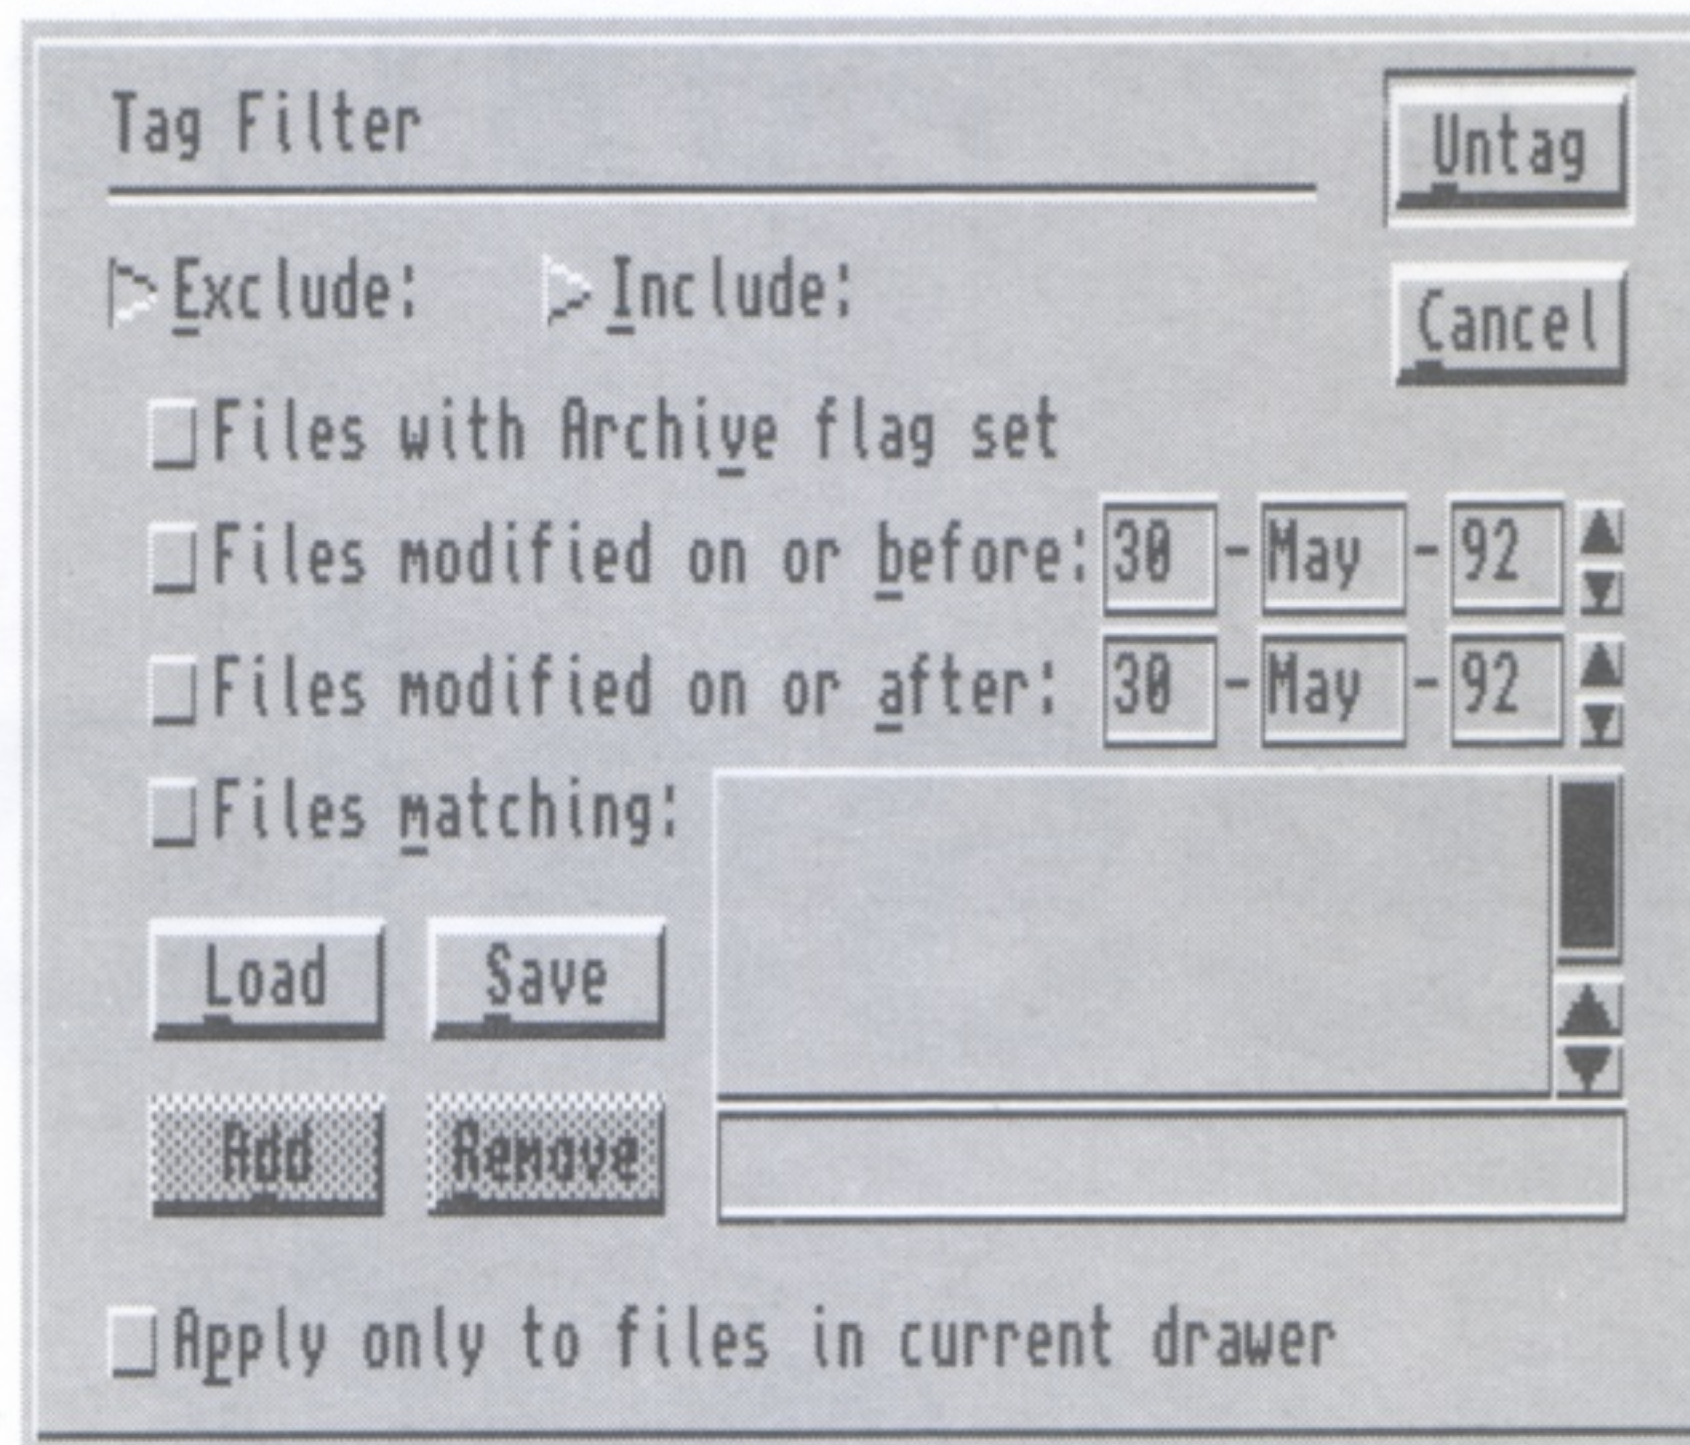 Tag Filter
Untag
Exclude: Include:
Cancel
Files with Archive flag set
Files modified on or before: 30 - May - 92
Files modified on or after: 30 - May - 92
Files matching:
Load Save
Add Remove
Apply only to files in current drawer